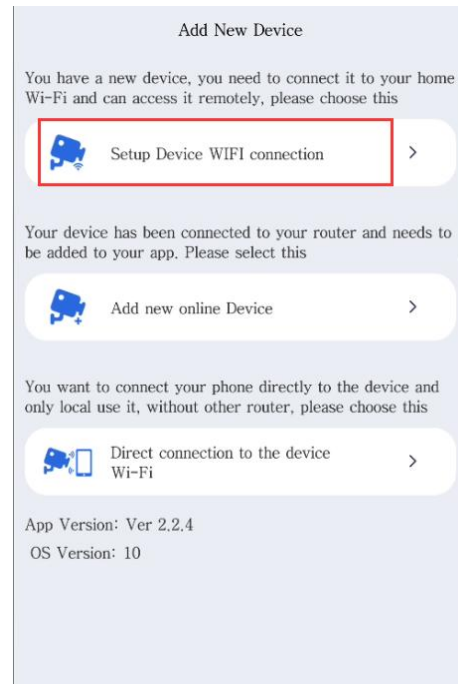 Add New Device
You have a new device, you need to connect it to your home
Wi-Fi and can access it remotely, please choose this
Setup Device WIFI connection
Your device has been connected to your router and needs to
be added to your app. Please select this
Add new online Device
You want to connect your phone directly to the device and
only local use it, without other router, please choose this
Direct connection to the device
Wi-Fi
App Version: Ver 2.2.4
OS Version: 10